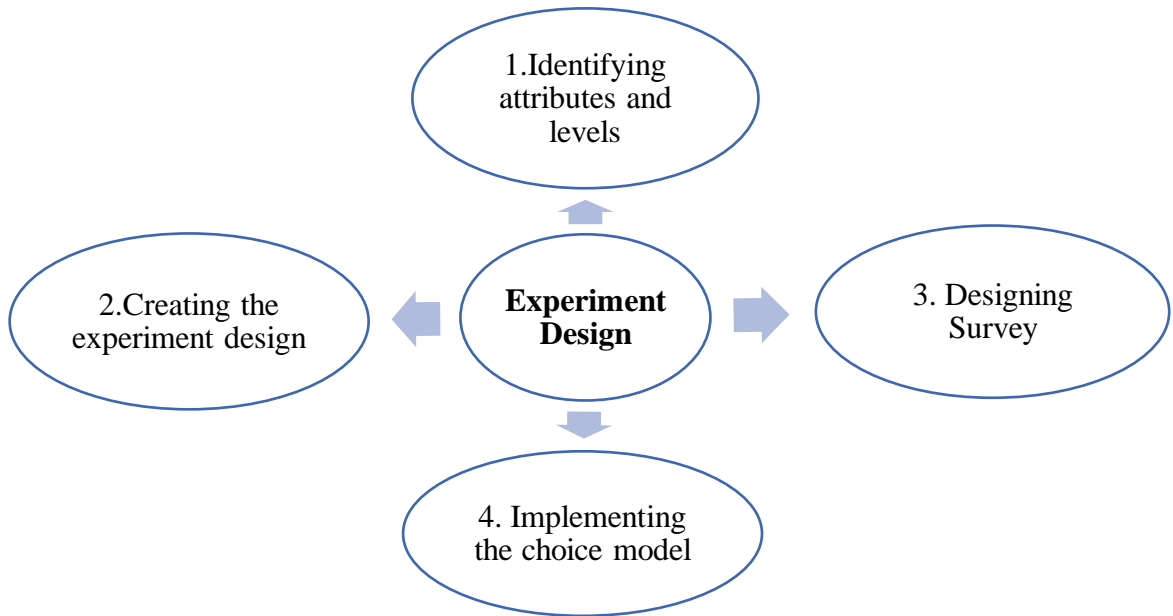 1.Identifying
attributes and
levels
2.Creating the
experiment design
Experiment
Design
3. Designing
Survey
4. Implementing
the choice model